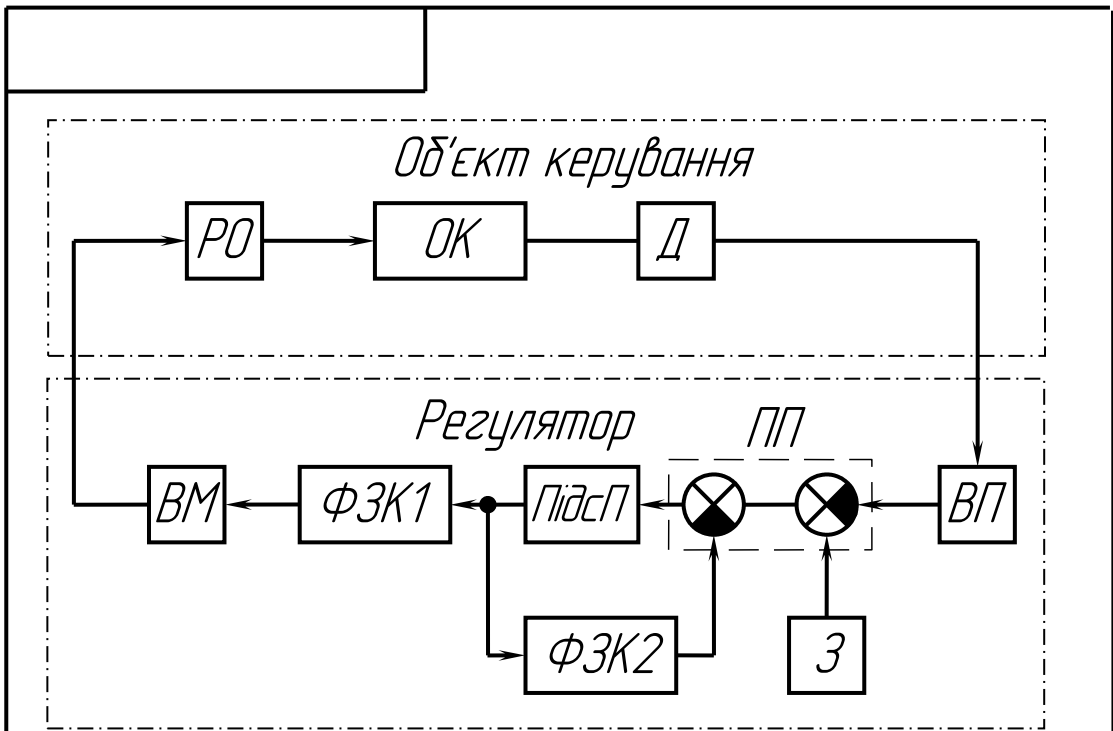 Об'єкт керування
РО
ОК
Д
Регулятор
ПП
ВМ
ФЗК1
ПідсП
ВП
ФЗК2
З